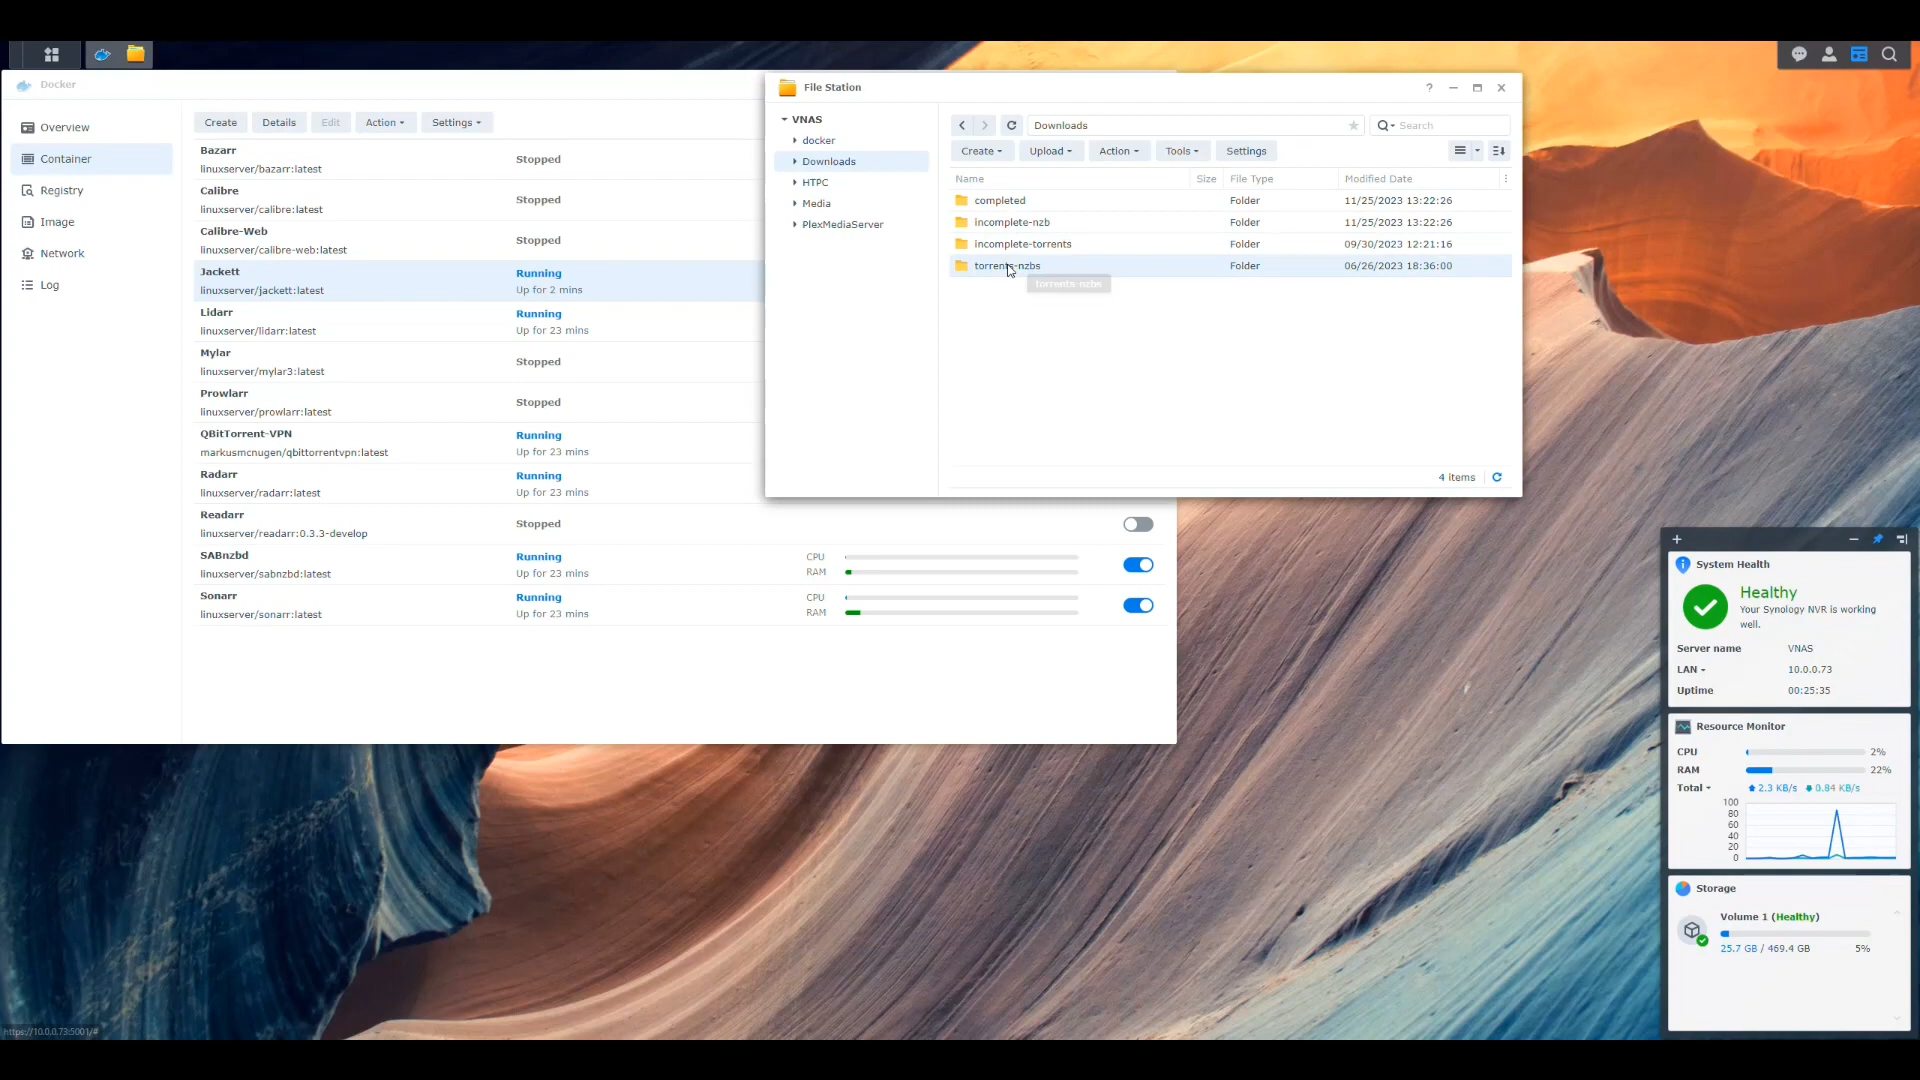 Docker
Overview
Container
Registry
Image
Network
Log
Create
Details
Edit
Action
Settings
Bazarr
linuxserver/bazarr:latest
Stopped
Calibre
linuxserver/calibre:latest
Stopped
Calibre-Web
linuxserver/calibre-web:latest
Stopped
Jackett
linuxserver/jackett:latest
Running
Up for 2 mins
Lidarr
linuxserver/lidarr:latest
Running
Up for 23 mins
Mylar
linuxserver/mylar3:latest
Stopped
Prowlarr
linuxserver/prowlarr:latest
Stopped
QBitTorrent-VPN
markusmcnugen/qbittorrentvpn:latest
Running
Up for 23 mins
Radarr
linuxserver/radarr:latest
Running
Up for 23 mins
Readarr
linuxserver/readarr:0.3.3-develop
Stopped
SABnzbd
linuxserver/sabnzbd:latest
Running
Up for 23 mins
CPU
RAM
Sonarr
linuxserver/sonarr:latest
Running
Up for 23 mins
CPU
RAM
File Station
?
VNAS
docker
Downloads
HTPC
Media
PlexMediaServer
Downloads
Search
Create
Upload
Action
Tools
Settings
Name Size File Type Modified Date
completed Folder 11/25/2023 13:22:26
incomplete-nzb Folder 11/25/2023 13:22:26
incomplete-torrents Folder 09/30/2023 12:21:16
torrents-nzbs Folder 06/26/2023 18:36:00
torrents-nzbs
4 items
System Health
Healthy
Your Synology NVR is working
well.
Server name VNAS
LAN 10.0.0.73
Uptime 00:25:35
Resource Monitor
CPU 2%
RAM 22%
Total 2.3 KB/s 0.84 KB/s
100
80
60
40
20
0
Storage
Volume 1 (Healthy)
25.7 GB / 469.4 GB 5%
https://10.0.0.73:5001/#